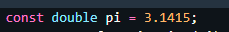 const double pi = 3.1415;